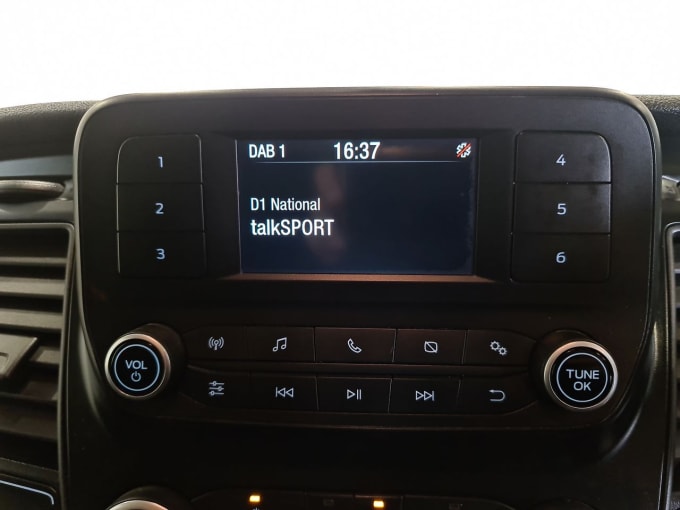 DAB 1 16:37
D1 National
talkSPORT
1
2
3
4
5
6
VOL
TUNE
OK